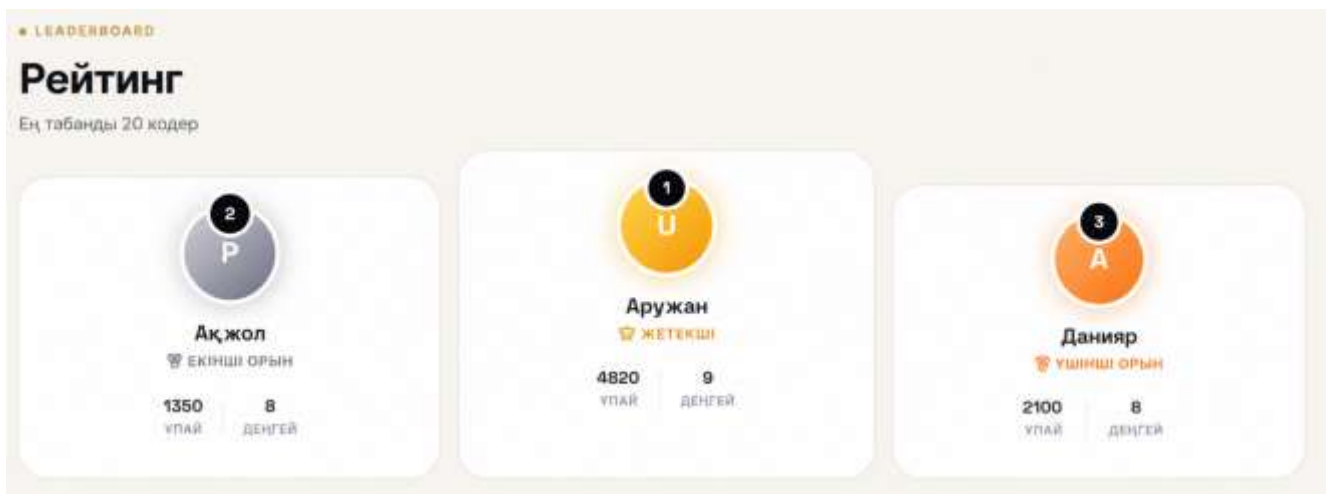 LEADERBOARD
Рейтинг
Ең табанды 20 кодер
2
P
Ақжол
ЕКІНШІ ОРЫН
1350 8
ҰПАЙ ДЕҢГЕЙ
1
U
Аружан
ЖЕТЕКШІ
4820 9
ҰПАЙ ДЕҢГЕЙ
3
A
Данияр
ҮШІНШІ ОРЫН
2100 8
ҰПАЙ ДЕҢГЕЙ